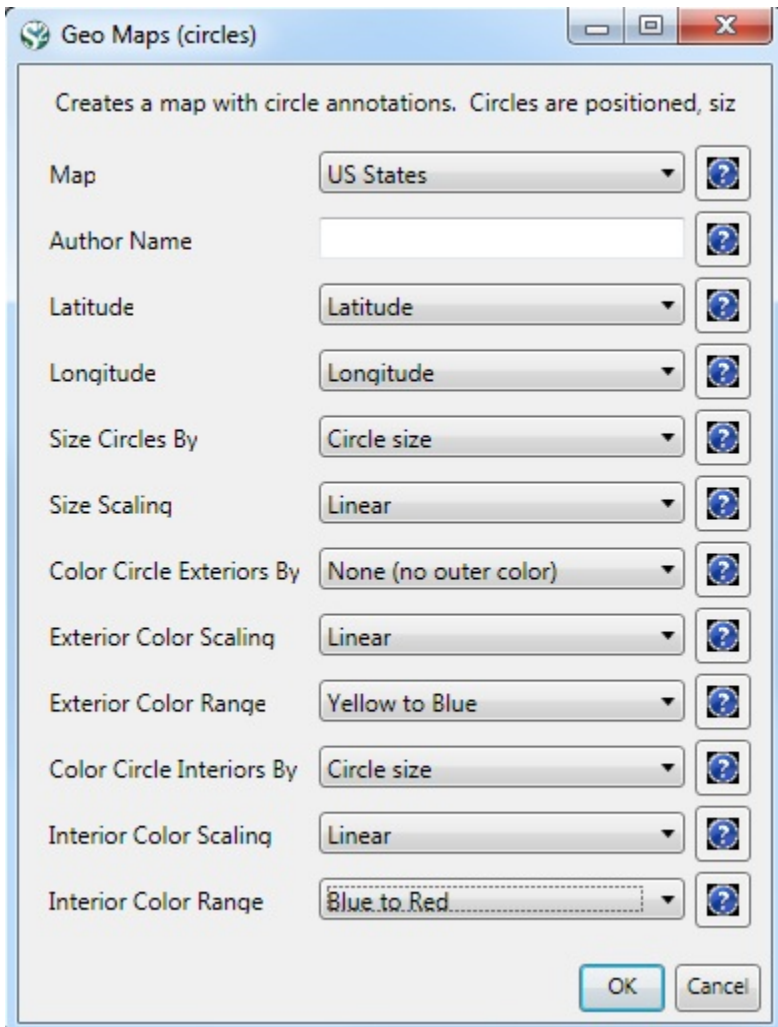 Geo Maps (circles)
Creates a map with circle annotations.  Circles are positioned, siz
Map US States
Author Name
Latitude Latitude
Longitude Longitude
Size Circles By Circle size
Size Scaling Linear
Color Circle Exteriors By None (no outer color)
Exterior Color Scaling Linear
Exterior Color Range Yellow to Blue
Color Circle Interiors By Circle size
Interior Color Scaling Linear
Interior Color Range Blue to Red
OK Cancel